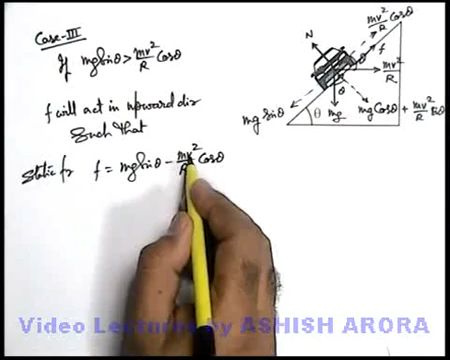 Case-III
If mg sinθ > mv²/R cosθ
f will act in upward dirⁿ
Such that
Static fr f = mg sinθ - mv²/R cosθ
mv²/R cosθ
N
f
θ
mv²/R
θ
mg sinθ
θ
mg
mg cosθ + mv²/R sinθ
Video Lectures by ASHISH ARORA